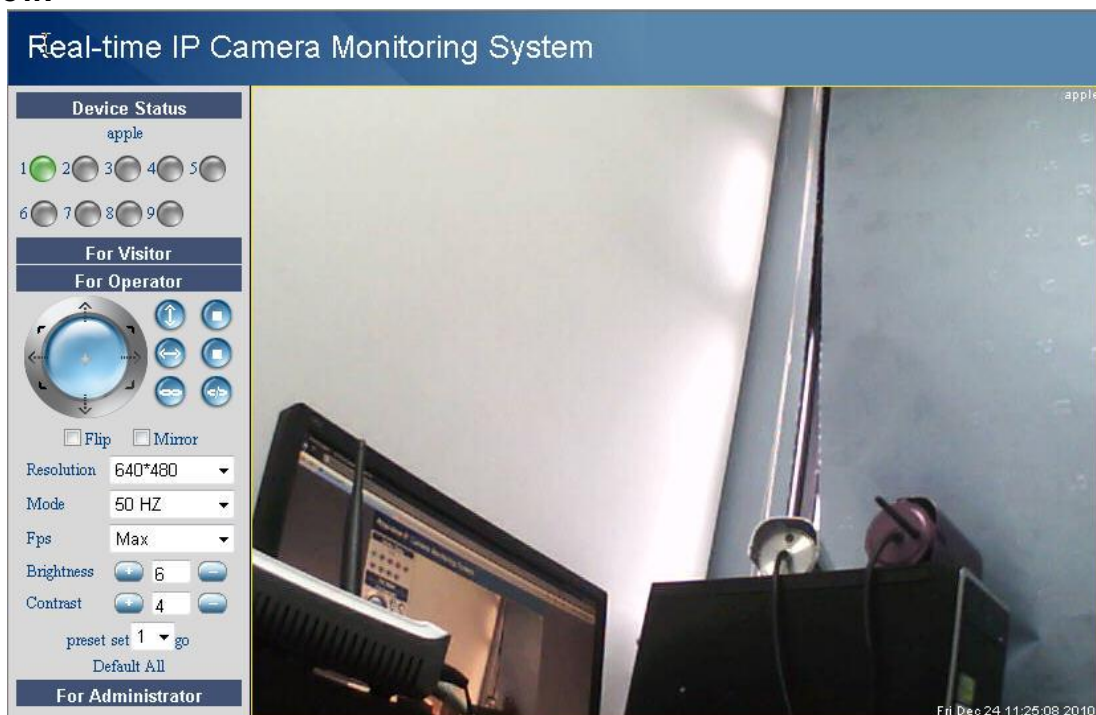 Real-time IP Camera Monitoring System
Device Status
apple
apple
1 2 3 4 5
6 7 8 9
For Visitor
For Operator
Flip Mirror
Resolution 640*480
Mode 50 HZ
Fps Max
Brightness 6
Contrast 4
preset set 1 go
Default All
For Administrator
Fri Dec 24 11:25:08 2010